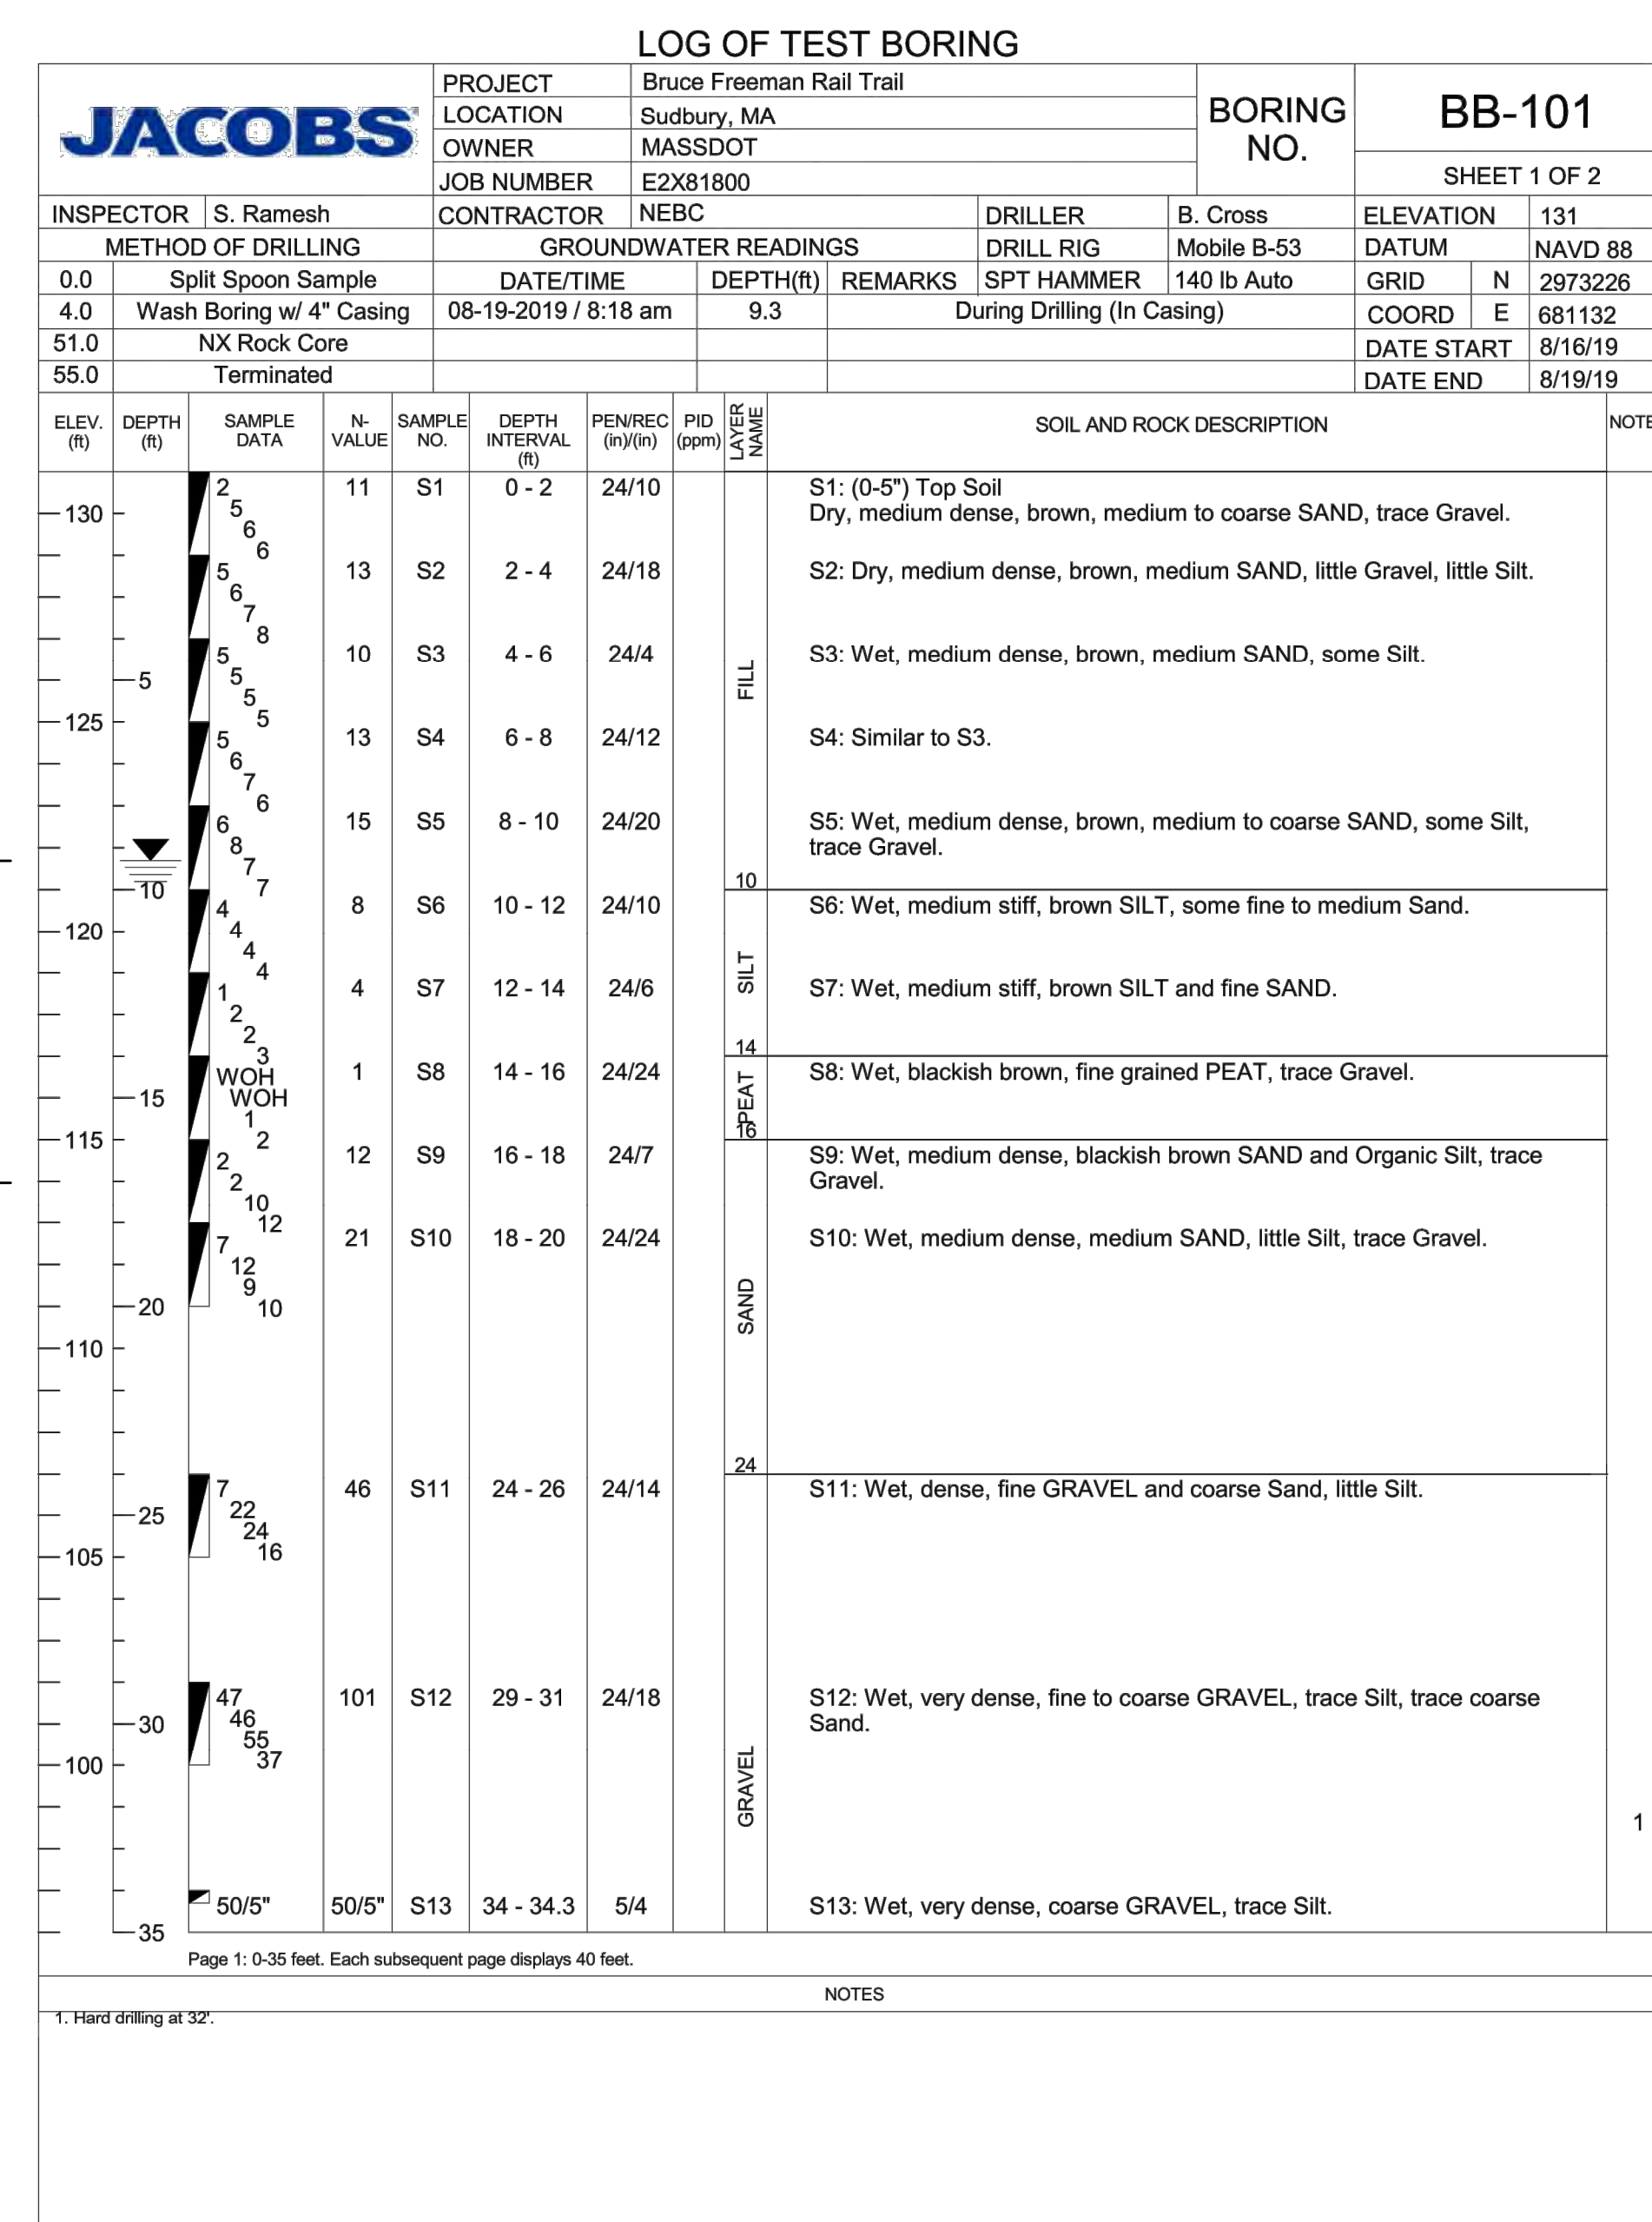 LOG OF TEST BORING
JACOBS
PROJECT Bruce Freeman Rail Trail
LOCATION Sudbury, MA
OWNER MASSDOT
JOB NUMBER E2X81800
BORING NO.
BB-101
SHEET 1 OF 2
INSPECTOR S. Ramesh CONTRACTOR NEBC DRILLER B. Cross ELEVATION 131
METHOD OF DRILLING GROUNDWATER READINGS DRILL RIG Mobile B-53 DATUM NAVD 88
0.0 Split Spoon Sample DATE/TIME DEPTH(ft) REMARKS SPT HAMMER 140 lb Auto GRID N 2973226
4.0 Wash Boring w/ 4" Casing 08-19-2019 / 8:18 am 9.3 During Drilling (In Casing) COORD E 681132
51.0 NX Rock Core DATE START 8/16/19
55.0 Terminated DATE END 8/19/19
ELEV. (ft) DEPTH (ft) SAMPLE DATA N-VALUE SAMPLE NO. DEPTH INTERVAL (ft) PEN/REC (in)/(in) PID (ppm) LAYER NAME SOIL AND ROCK DESCRIPTION NOTE
2 11 S1 0 - 2 24/10 S1: (0-5") Top Soil
130 5 Dry, medium dense, brown, medium to coarse SAND, trace Gravel.
6
6
5 13 S2 2 - 4 24/18 S2: Dry, medium dense, brown, medium SAND, little Gravel, little Silt.
6
7
8
5 10 S3 4 - 6 24/4 S3: Wet, medium dense, brown, medium SAND, some Silt.
5 5 FILL
5
125 5
5 13 S4 6 - 8 24/12 S4: Similar to S3.
6
7
6
6 15 S5 8 - 10 24/20 S5: Wet, medium dense, brown, medium to coarse SAND, some Silt,
8 trace Gravel.
7
10 7 10
4 8 S6 10 - 12 24/10 S6: Wet, medium stiff, brown SILT, some fine to medium Sand.
120 4
4
4 SILT
1 4 S7 12 - 14 24/6 S7: Wet, medium stiff, brown SILT and fine SAND.
2
2
3 14
WOH 1 S8 14 - 16 24/24 S8: Wet, blackish brown, fine grained PEAT, trace Gravel.
15 WOH PEAT
1
115 2 16
2 12 S9 16 - 18 24/7 S9: Wet, medium dense, blackish brown SAND and Organic Silt, trace
2 Gravel.
10
12
7 21 S10 18 - 20 24/24 S10: Wet, medium dense, medium SAND, little Silt, trace Gravel.
12
9
20 10 SAND
110
24
7 46 S11 24 - 26 24/14 S11: Wet, dense, fine GRAVEL and coarse Sand, little Silt.
25 22
24
105 16
47 101 S12 29 - 31 24/18 S12: Wet, very dense, fine to coarse GRAVEL, trace Silt, trace coarse
30 46 Sand.
55
100 37
GRAVEL
1
50/5" 50/5" S13 34 - 34.3 5/4 S13: Wet, very dense, coarse GRAVEL, trace Silt.
35
Page 1: 0-35 feet. Each subsequent page displays 40 feet.
NOTES
1. Hard drilling at 32'.